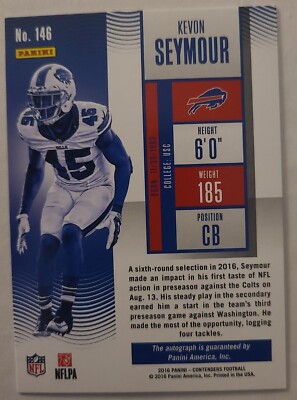 No. 146
PANINI
KEVON
SEYMOUR
COLLEGE: USC
HEIGHT
6'0"
WEIGHT
185
POSITION
CB
BILLS
45
A sixth-round selection in 2016, Seymour
made an impact in his first taste of NFL
action in preseason against the Colts on
Aug. 13. His steady play in the secondary
earned him a start in the team's third
preseason game against Washington. He
made the most of the opportunity, logging
four tackles.
The autograph is guaranteed by
Panini America, Inc.
NFL
NFLPA
2016 PANINI – CONTENDERS FOOTBALL
© 2016 Panini America, Inc. Printed in the USA.